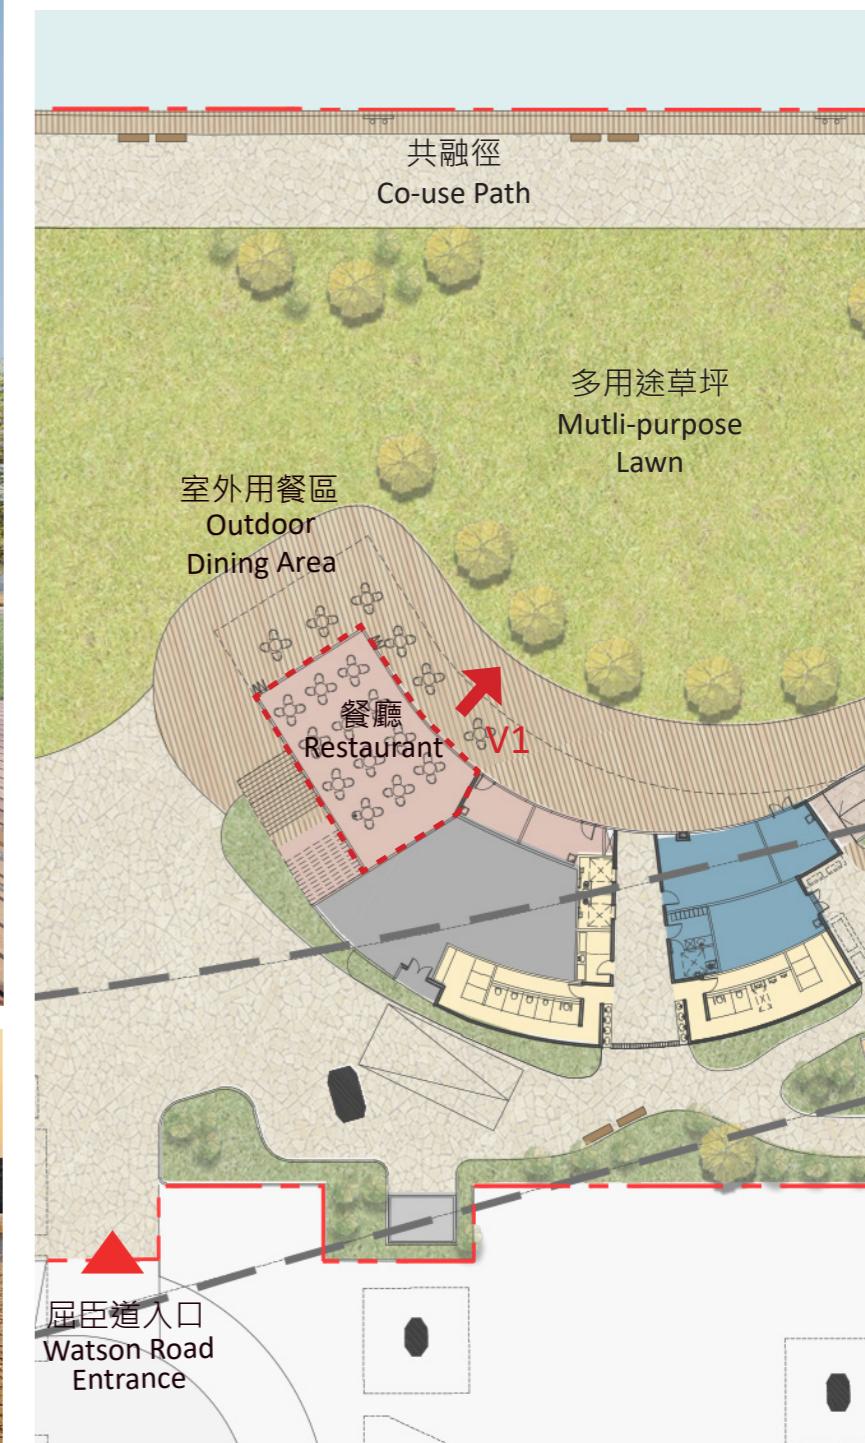 共融徑
Co-use Path
多用途草坪
Mutli-purpose
Lawn
室外用餐區
Outdoor
Dining Area
餐廳
Restaurant
V1
屈臣道入口
Watson Road
Entrance